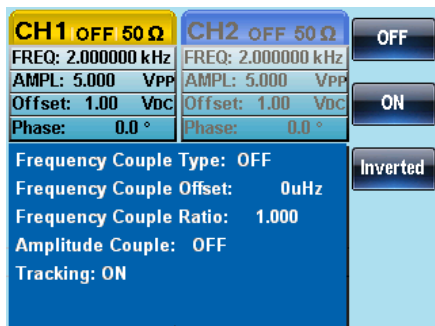 CH1 OFF 50 Ω CH2 OFF 50 Ω OFF
FREQ: 2.000000 kHz FREQ: 2.000000 kHz
AMPL: 5.000 VPP AMPL: 5.000 VPP
Offset: 1.00 VDC Offset: 1.00 VDC ON
Phase: 0.0 ° Phase: 0.0 °
Frequency Couple Type: OFF Inverted
Frequency Couple Offset: 0uHz
Frequency Couple Ratio: 1.000
Amplitude Couple: OFF
Tracking: ON